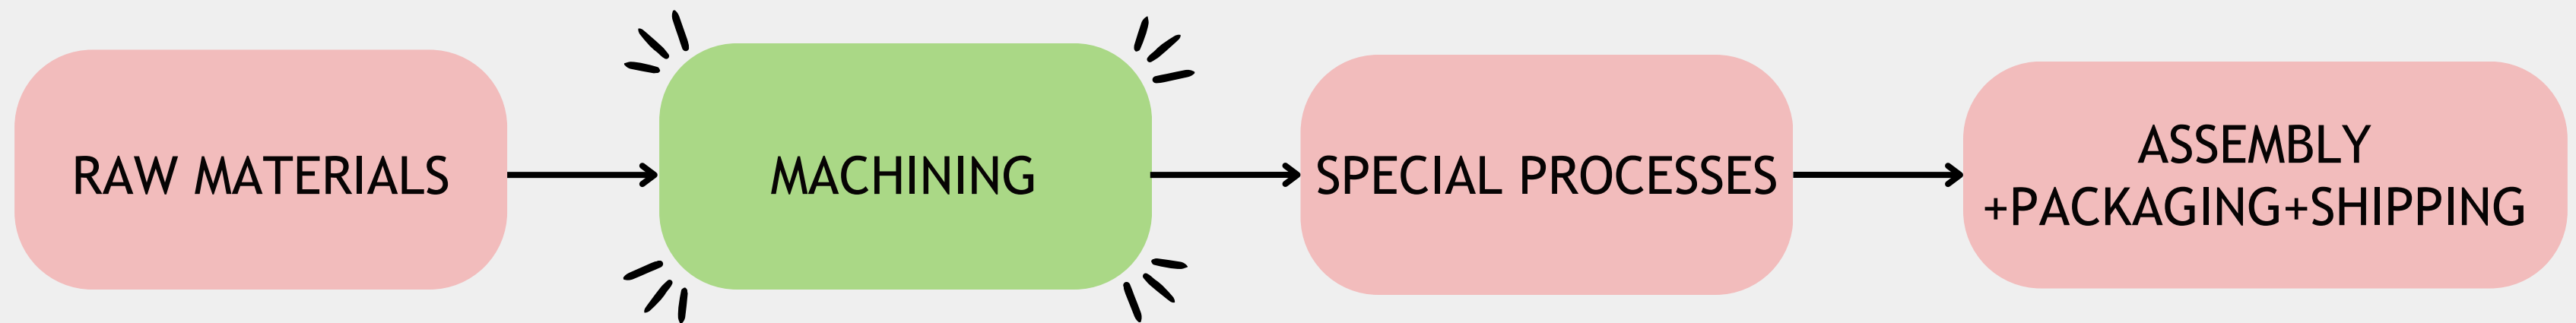 RAW MATERIALS
MACHINING
SPECIAL PROCESSES
ASSEMBLY
+PACKAGING+SHIPPING